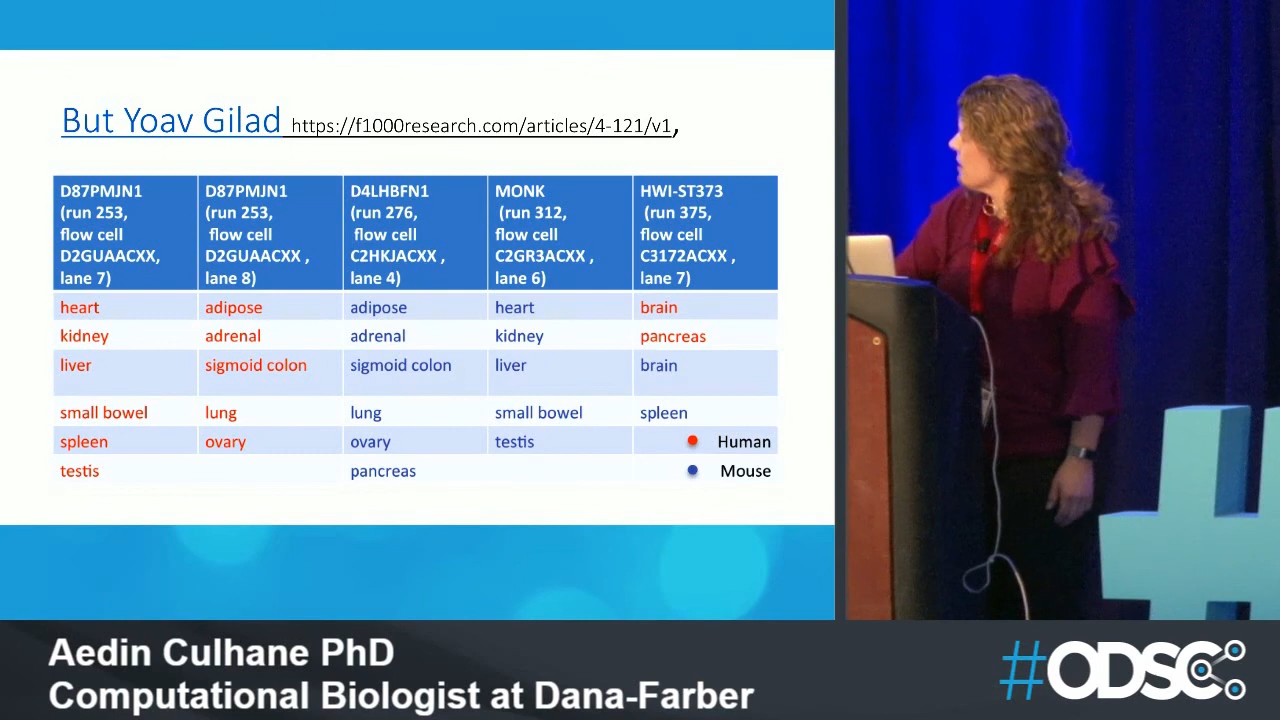 But Yoav Gilad https://f1000research.com/articles/4-121/v1,
D87PMJN1
(run 253,
flow cell
D2GUAACXX,
lane 7)
D87PMJN1
(run 253,
flow cell
D2GUAACXX ,
lane 8)
D4LHBFN1
(run 276,
flow cell
C2HKJACXX ,
lane 4)
MONK
(run 312,
flow cell
C2GR3ACXX ,
lane 6)
HWI-ST373
(run 375,
flow cell
C3172ACXX ,
lane 7)
heart adipose adipose heart brain
kidney adrenal adrenal kidney pancreas
liver sigmoid colon sigmoid colon liver brain
small bowel lung lung small bowel spleen
spleen ovary ovary testis Human
testis pancreas Mouse
Aedin Culhane PhD
Computational Biologist at Dana-Farber
#ODSC